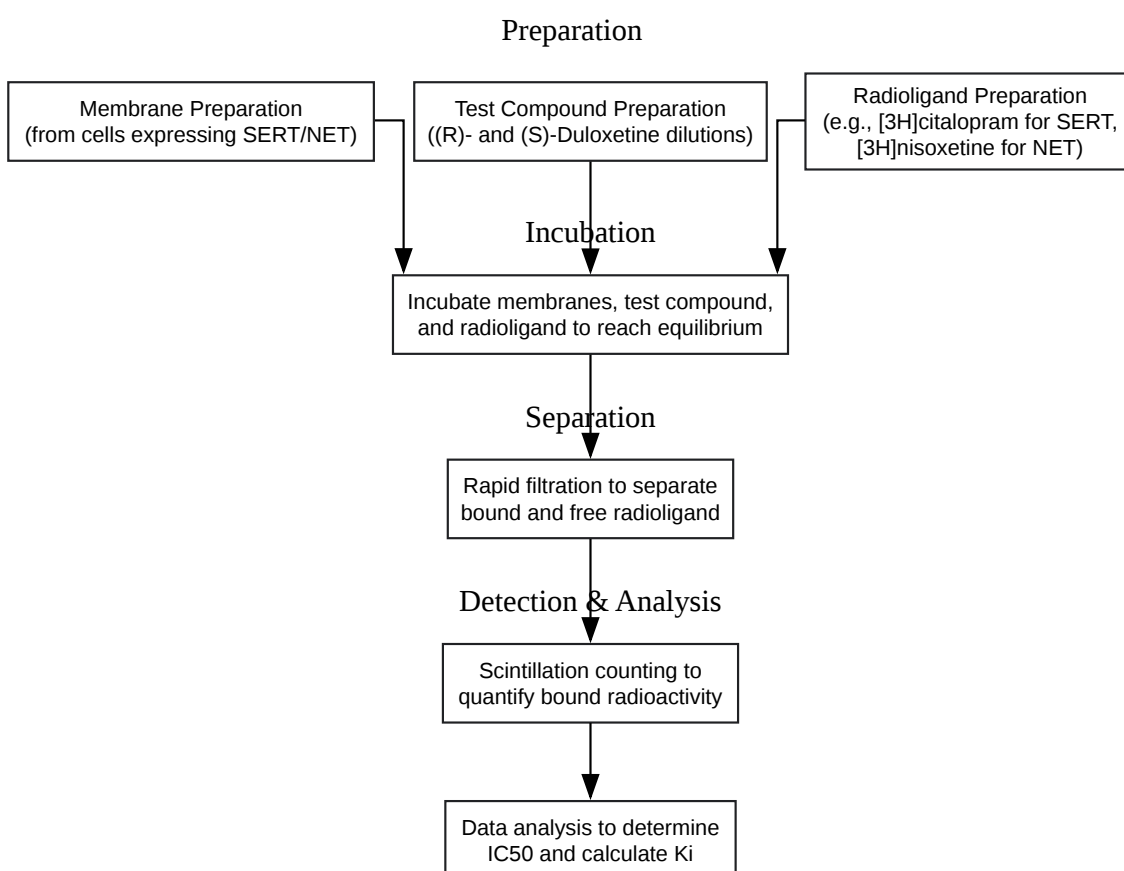 Preparation
Membrane Preparation
(from cells expressing SERT/NET)
Test Compound Preparation
((R)- and (S)-Duloxetine dilutions)
Radioligand Preparation
(e.g., [3H]citalopram for SERT,
[3H]nisoxetine for NET)
Incubation
Incubate membranes, test compound,
and radioligand to reach equilibrium
Separation
Rapid filtration to separate
bound and free radioligand
Detection & Analysis
Scintillation counting to
quantify bound radioactivity
Data analysis to determine
IC50 and calculate Ki